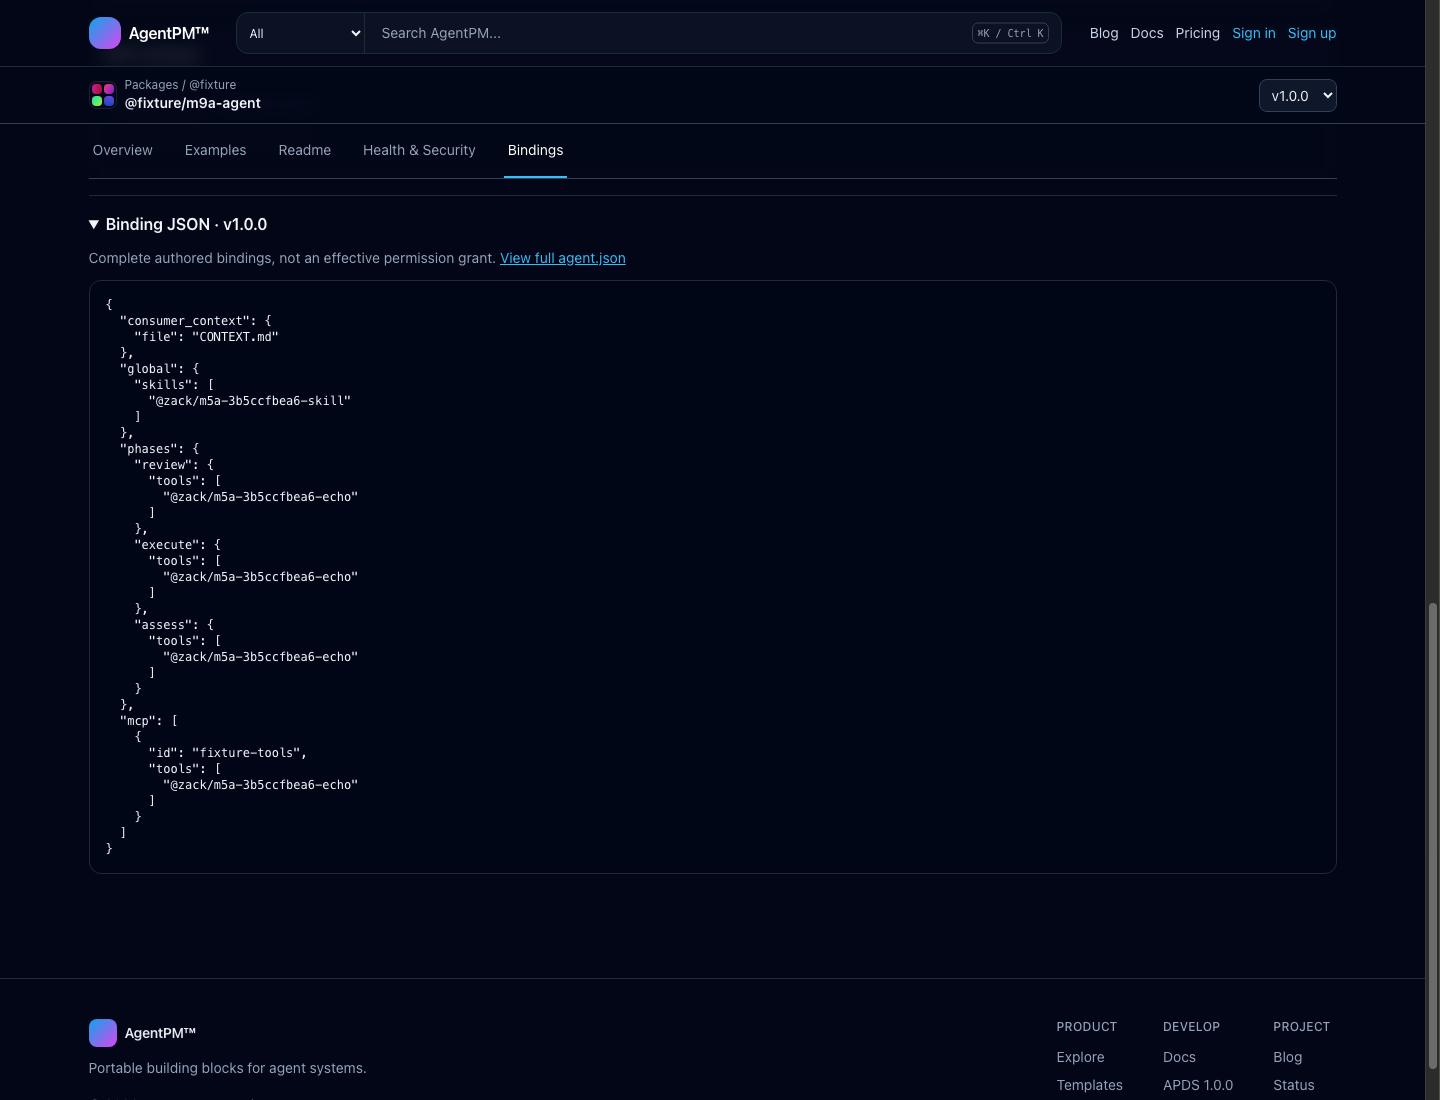 AgentPM™
All
Search AgentPM...
⌘K / Ctrl K
Blog
Docs
Pricing
Sign in
Sign up
Packages / @fixture
@fixture/m9a-agent
v1.0.0
Overview
Examples
Readme
Health & Security
Bindings
▼ Binding JSON · v1.0.0
Complete authored bindings, not an effective permission grant. View full agent.json
{
  "consumer_context": {
    "file": "CONTEXT.md"
  },
  "global": {
    "skills": [
      "@zack/m5a-3b5ccfbea6-skill"
    ]
  },
  "phases": {
    "review": {
      "tools": [
        "@zack/m5a-3b5ccfbea6-echo"
      ]
    },
    "execute": {
      "tools": [
        "@zack/m5a-3b5ccfbea6-echo"
      ]
    },
    "assess": {
      "tools": [
        "@zack/m5a-3b5ccfbea6-echo"
      ]
    }
  },
  "mcp": [
    {
      "id": "fixture-tools",
      "tools": [
        "@zack/m5a-3b5ccfbea6-echo"
      ]
    }
  ]
}
AgentPM™
Portable building blocks for agent systems.
PRODUCT
Explore
Templates
DEVELOP
Docs
APDS 1.0.0
PROJECT
Blog
Status